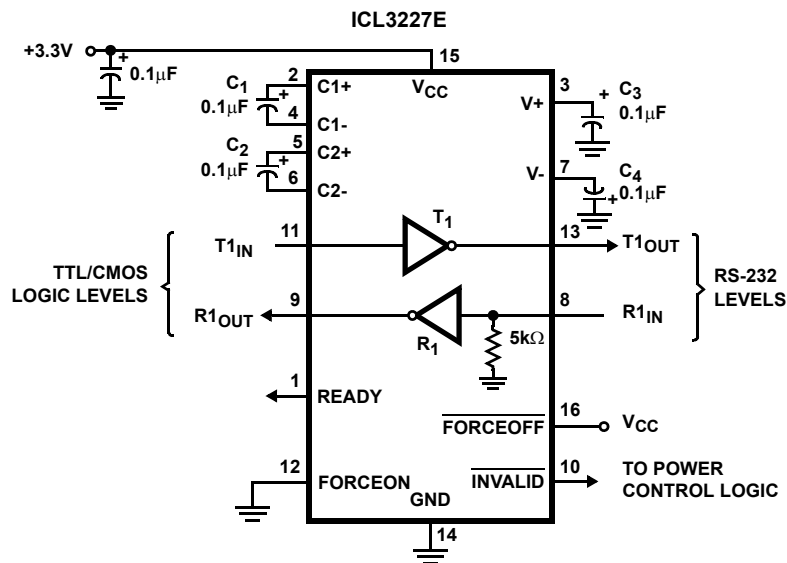 ICL3227E
+3.3V
+
0.1μF
15
VCC
C1
0.1μF
+
2
C1+
4
C1-
C2
0.1μF
+
5
C2+
6
C2-
3
V+
+
C3
0.1μF
7
V-
C4
0.1μF
+
T1IN
11
T1
13
T1OUT
TTL/CMOS
LOGIC LEVELS
RS-232
LEVELS
R1OUT
9
R1
5kΩ
8
R1IN
1
READY
FORCEOFF
16
VCC
12
FORCEON
INVALID
10
TO POWER
CONTROL LOGIC
GND
14